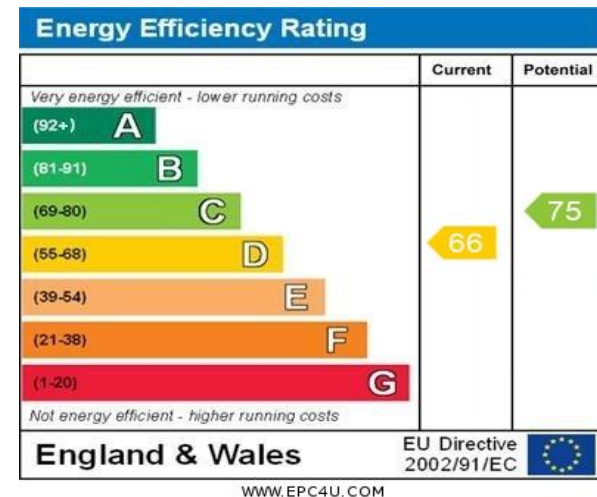 Energy Efficiency Rating
Current Potential
Very energy efficient - lower running costs
(92+) A
(81-91) B
(69-80) C
75
(55-68) D
66
(39-54) E
(21-38) F
(1-20) G
Not energy efficient - higher running costs
England & Wales
EU Directive
2002/91/EC
WWW.EPC4U.COM